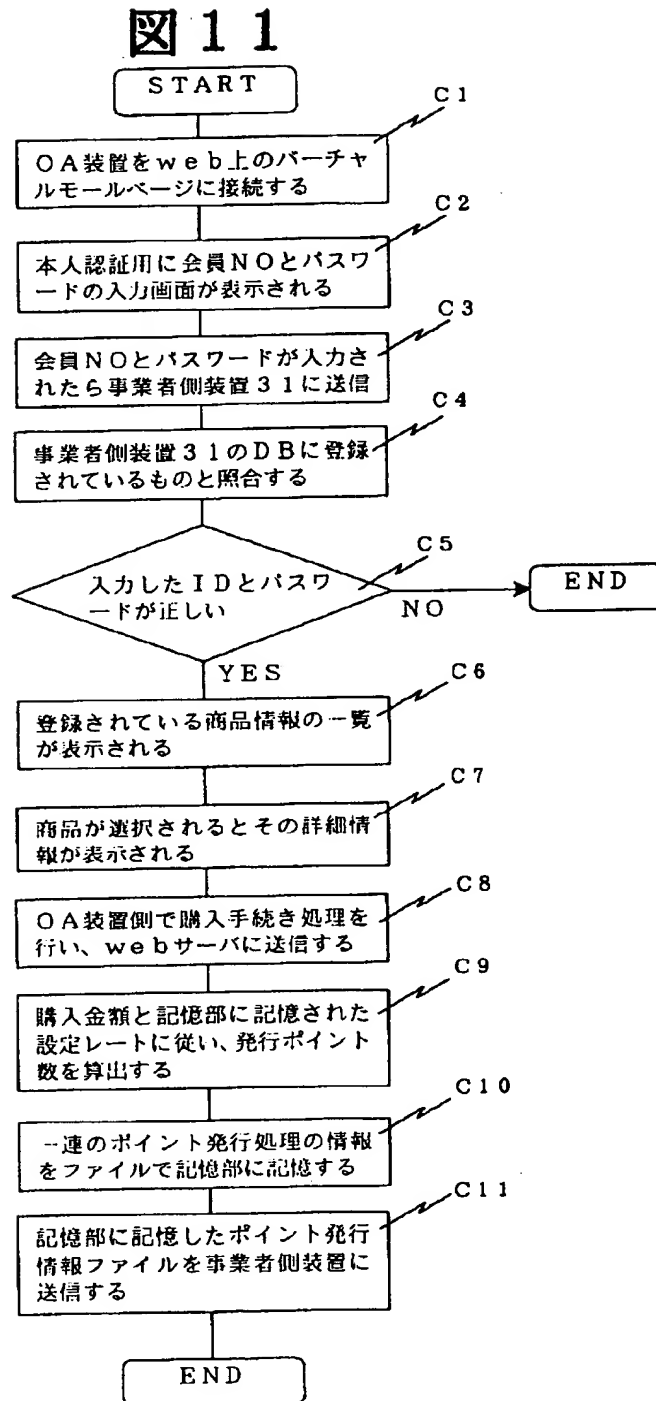 図11
START
C1
OA装置をweb上のバーチャ
ルモールページに接続する
C2
本人認証用に会員NOとパスワ
ードの入力画面が表示される
C3
会員NOとパスワードが入力さ
れたら事業者側装置31に送信
C4
事業者側装置31のDBに登録
されているものと照合する
C5
入力したIDとパスワ
ードが正しい
NO
END
YES
C6
登録されている商品情報の一覧
が表示される
C7
商品が選択されるとその詳細情
報が表示される
C8
OA装置側で購入手続き処理を
行い、webサーバに送信する
C9
購入金額と記憶部に記憶された
設定レートに従い、発行ポイント
数を算出する
C10
一連のポイント発行処理の情報
をファイルで記憶部に記憶する
C11
記憶部に記憶したポイント発行
情報ファイルを事業者側装置に
送信する
END